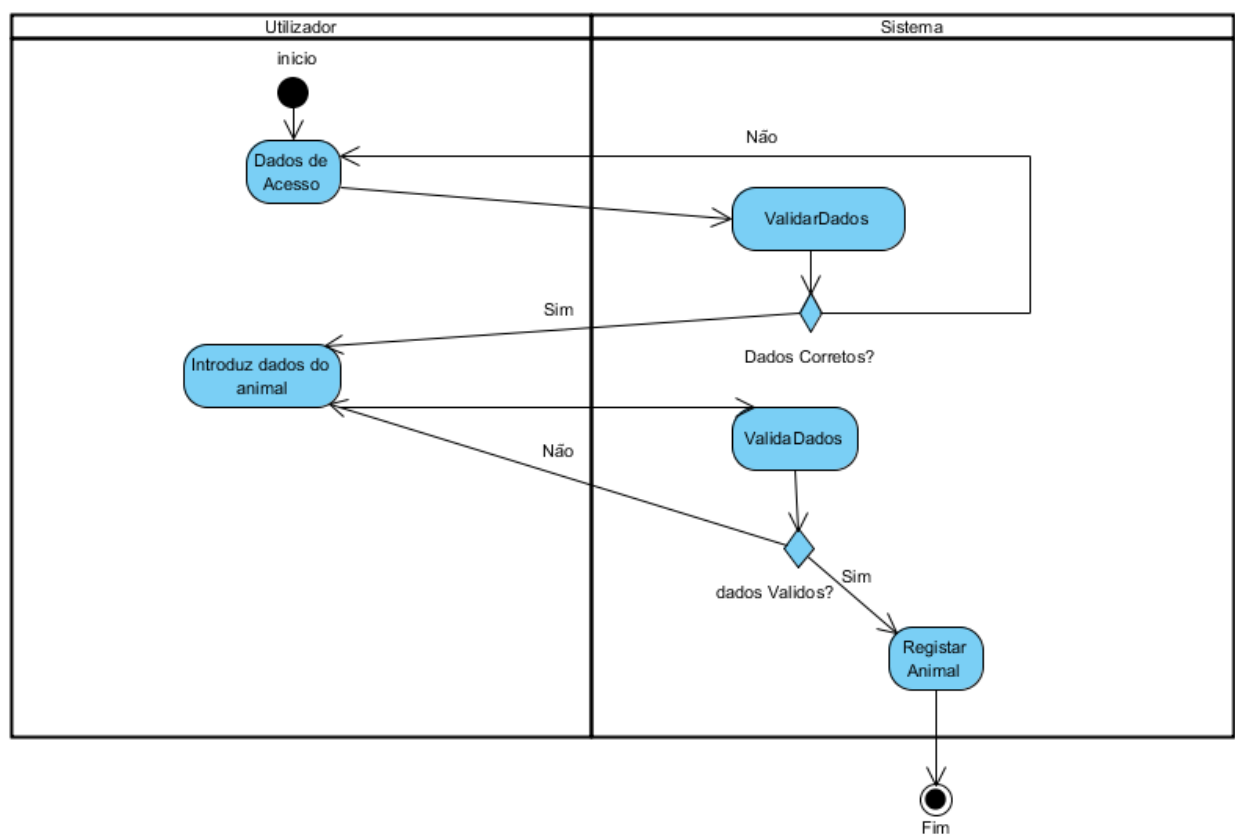 Utilizador
Sistema
inicio
Não
Dados de
Acesso
ValidarDados
Sim
Dados Corretos?
Introduz dados do
animal
ValidaDados
Não
dados Validos?
Sim
Registar
Animal
Fim